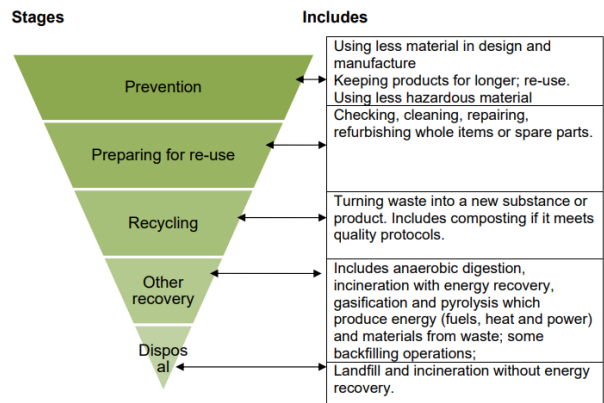 Stages
Includes
Prevention
Using less material in design and
manufacture
Keeping products for longer; re-use.
Using less hazardous material
Preparing for re-use
Checking, cleaning, repairing,
refurbishing whole items or spare parts.
Recycling
Turning waste into a new substance or
product. Includes composting if it meets
quality protocols.
Other
recovery
Includes anaerobic digestion,
incineration with energy recovery,
gasification and pyrolysis which
produce energy (fuels, heat and power)
and materials from waste; some
backfilling operations;
Dispos
al
Landfill and incineration without energy
recovery.